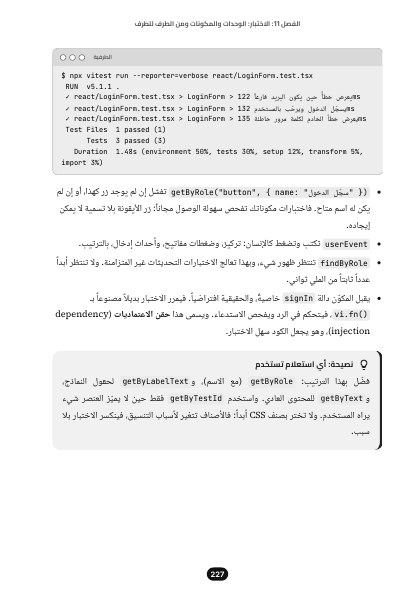 الفصل 11: الاختبار: الوحدات والمكونات ومن الطرف للطرف
الطرفية
$ npx vitest run --reporter=verbose react/LoginForm.test.tsx
RUN v5.1.1 .
✓ react/LoginForm.test.tsx > LoginForm > يعرض خطأً حين يكون البريد فارغاً 122ms
✓ react/LoginForm.test.tsx > LoginForm > يسجّل الدخول ويرحّب بالمستخدم 132ms
✓ react/LoginForm.test.tsx > LoginForm > يعرض خطأ الخادم لكلمة مرور خاطئة 135ms
Test Files 1 passed (1)
Tests 3 passed (3)
Duration 1.48s (environment 50%, tests 30%, setup 12%, transform 5%,
import 3%)
• getByRole("button", { name: "سجّل الدخول" }) تفشل إن لم يوجد زر كهذا، أو إن لم
يكن له اسم متاح. فاختبارات مكوناتك تفحص سهولة الوصول مجاناً: زر الأيقونة بلا تسمية لا يمكن
إيجاده.
• userEvent تكتب وتضغط كالإنسان: تركيز، وضغطات مفاتيح، وأحداث إدخال، بالترتيب.
• findByRole تنتظر ظهور شيء، وبهذا تعالج الاختبارات التحديثات غير المتزامنة. ولا تنتظر أبداً
عدداً ثابتاً من الملي ثواني.
• يقبل المكوّن دالة signIn خاصيةً، والحقيقية افتراضياً. فيمرر الاختبار بديلاً مصنوعاً بـ
vi.fn()، فيتحكم في الرد ويفحص الاستدعاء. ويسمى هذا حقن الاعتماديات (dependency
injection)، وهو يجعل الكود سهل الاختبار.
نصيحة: أي استعلام تستخدم
فضّل بهذا الترتيب: getByRole (مع الاسم)، و getByLabelText لحقول النماذج،
و getByText للمحتوى العادي. واستخدم getByTestId فقط حين لا يميّز العنصر شيء
يراه المستخدم. ولا تختر بصنف CSS أبداً: فالأصناف تتغير لأسباب التنسيق، فينكسر الاختبار بلا
سبب.
227